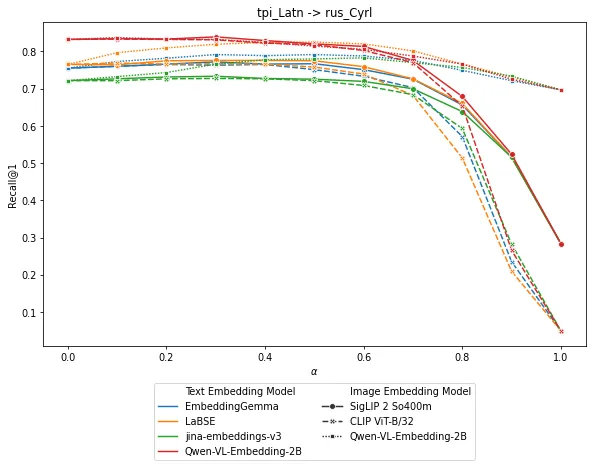 tpi_Latn -> rus_Cyrl
Recall@1
0.8
0.7
0.6
0.5
0.4
0.3
0.2
0.1
0.0 0.2 0.4 0.6 0.8 1.0
α
Text Embedding Model
EmbeddingGemma
LaBSE
jina-embeddings-v3
Qwen-VL-Embedding-2B
Image Embedding Model
SigLIP 2 So400m
CLIP ViT-B/32
Qwen-VL-Embedding-2B